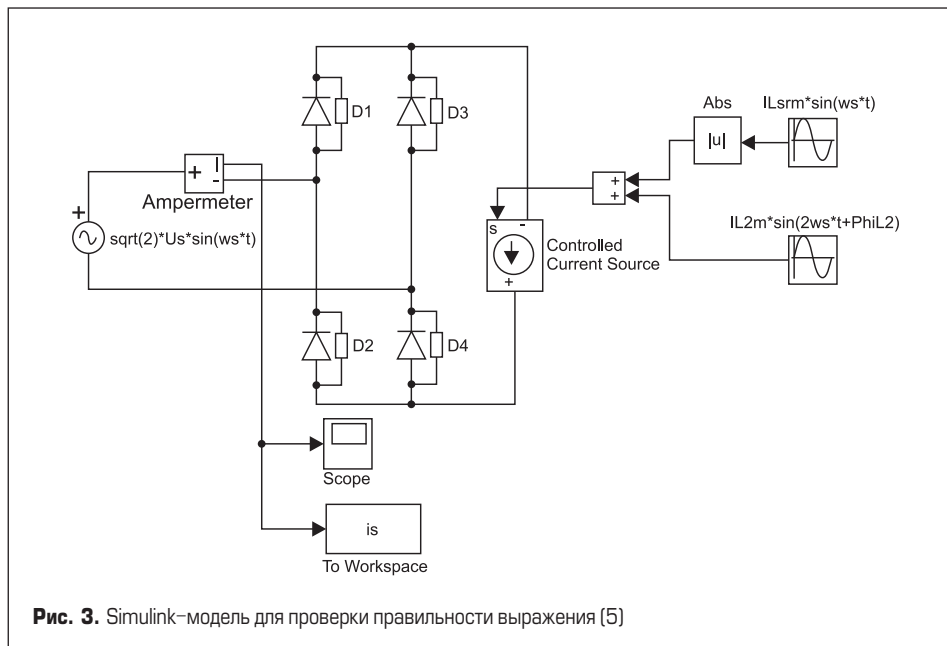 D1
D3
Abs
ILsrm*sin(ws*t)
|u|
+ I
-
Ampermeter
+
+
+
s -
+
sqrt(2)*Us*sin(ws*t)
Controlled
Current Source
IL2m*sin(2ws*t+PhiL2)
D2
D4
Scope
is
To Workspace
Рис. 3. Simulink–модель для проверки правильности выражения (5)